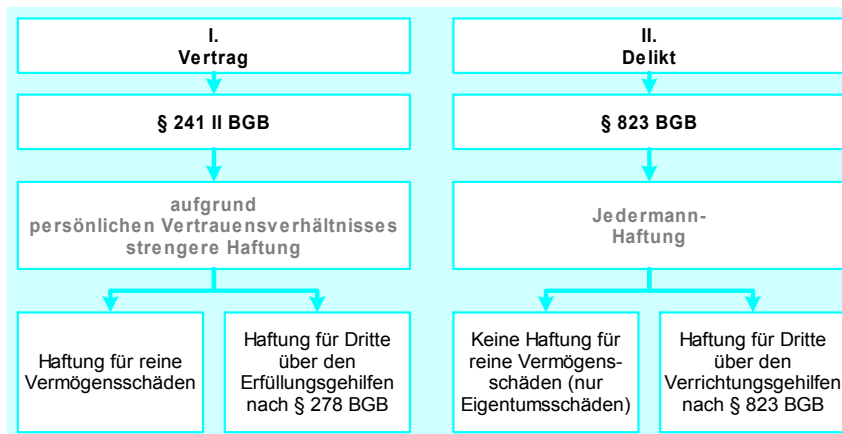 I.
Vertrag
§ 241 II BGB
aufgrund
persönlichen Vertrauensverhältnisses
strengere Haftung
Haftung für reine
Vermögensschäden
Haftung für Dritte
über den
Erfüllungsgehilfen
nach § 278 BGB
II.
Delikt
§ 823 BGB
Jedermann-
Haftung
Keine Haftung für
reine Vermögens-
schäden (nur
Eigentumsschäden)
Haftung für Dritte
über den
Verrichtungsgehilfen
nach § 823 BGB